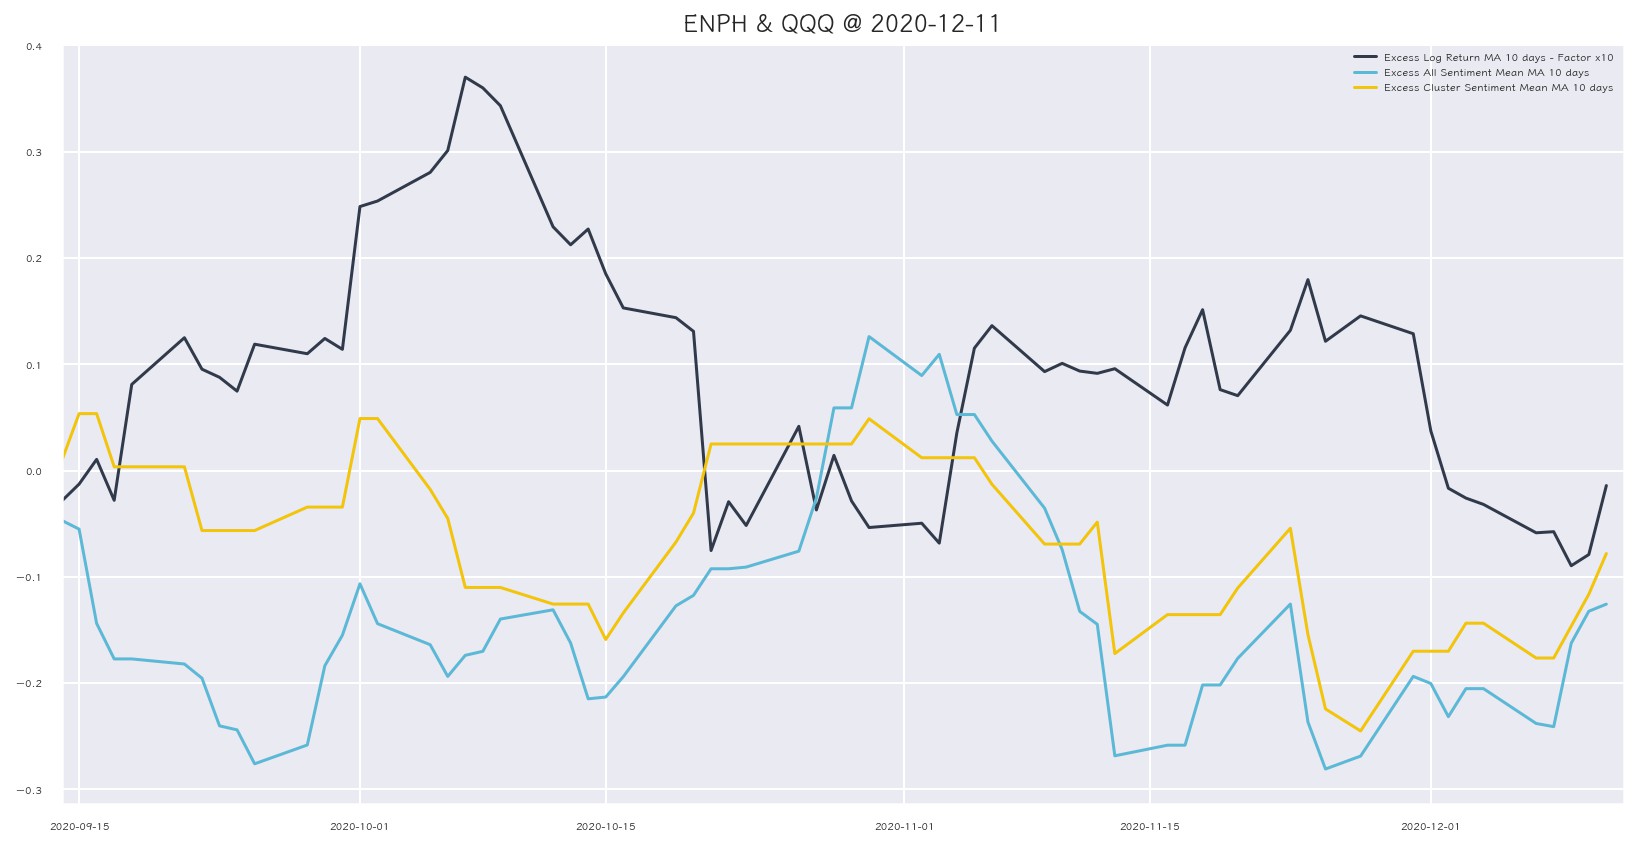 ENPH & QQQ @ 2020-12-11
Excess Log Return MA 10 days - Factor x10
Excess All Sentiment Mean MA 10 days
Excess Cluster Sentiment Mean MA 10 days
0.4
0.3
0.2
0.1
0.0
−0.1
−0.2
−0.3
2020-09-15 2020-10-01 2020-10-15 2020-11-01 2020-11-15 2020-12-01